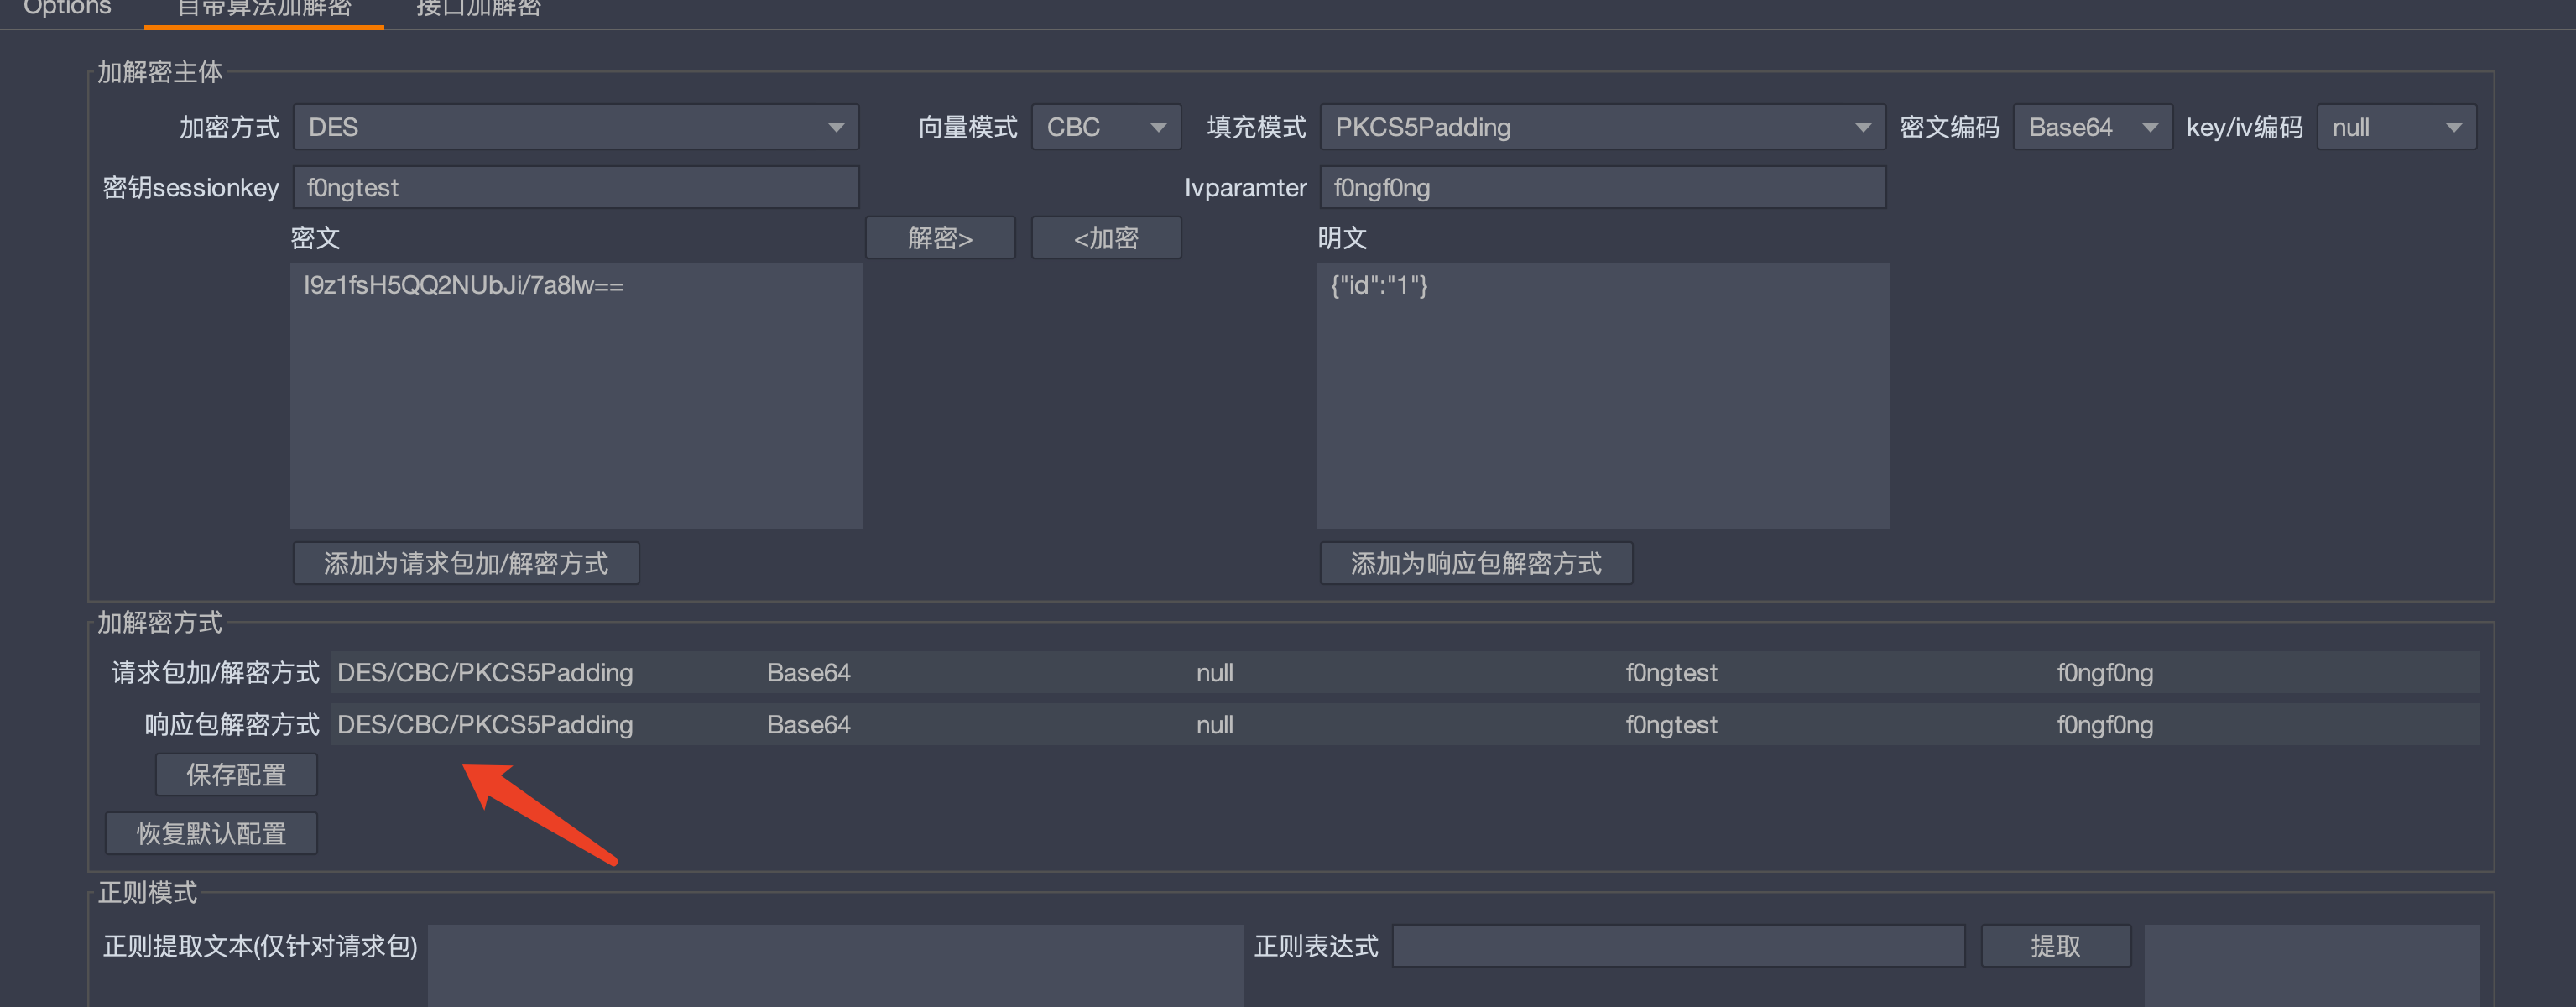 Options 自带算法加解密 接口加解密
加解密主体
加密方式 DES 向量模式 CBC 填充模式 PKCS5Padding 密文编码 Base64 key/iv编码 null
密钥sessionkey f0ngtest Ivparamter f0ngf0ng
密文 解密> <加密 明文
I9z1fsH5QQ2NUbJi/7a8lw== {"id":"1"}
添加为请求包加/解密方式 添加为响应包解密方式
加解密方式
请求包加/解密方式 DES/CBC/PKCS5Padding Base64 null f0ngtest f0ngf0ng
响应包解密方式 DES/CBC/PKCS5Padding Base64 null f0ngtest f0ngf0ng
保存配置
恢复默认配置
正则模式
正则提取文本(仅针对请求包) 正则表达式 提取